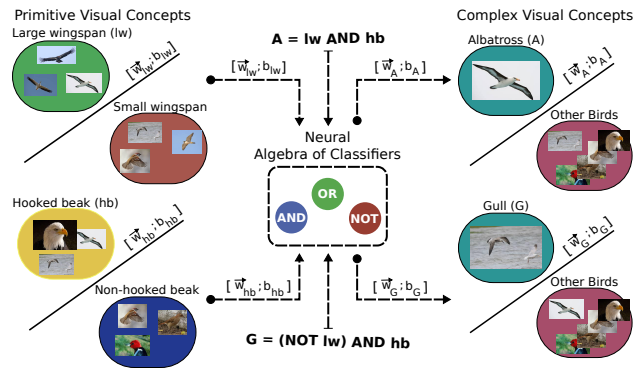 Primitive Visual Concepts
Large wingspan (lw)
[w⃗lw;blw]
Small wingspan
Hooked beak (hb)
[w⃗hb;bhb]
Non-hooked beak
A = lw AND hb
[w⃗lw;blw]
[w⃗A;bA]
Neural
Algebra of Classifiers
OR
AND
NOT
[w⃗hb;bhb]
[w⃗G;bG]
G = (NOT lw) AND hb
Complex Visual Concepts
Albatross (A)
[w⃗A;bA]
Other Birds
Gull (G)
[w⃗G;bG]
Other Birds